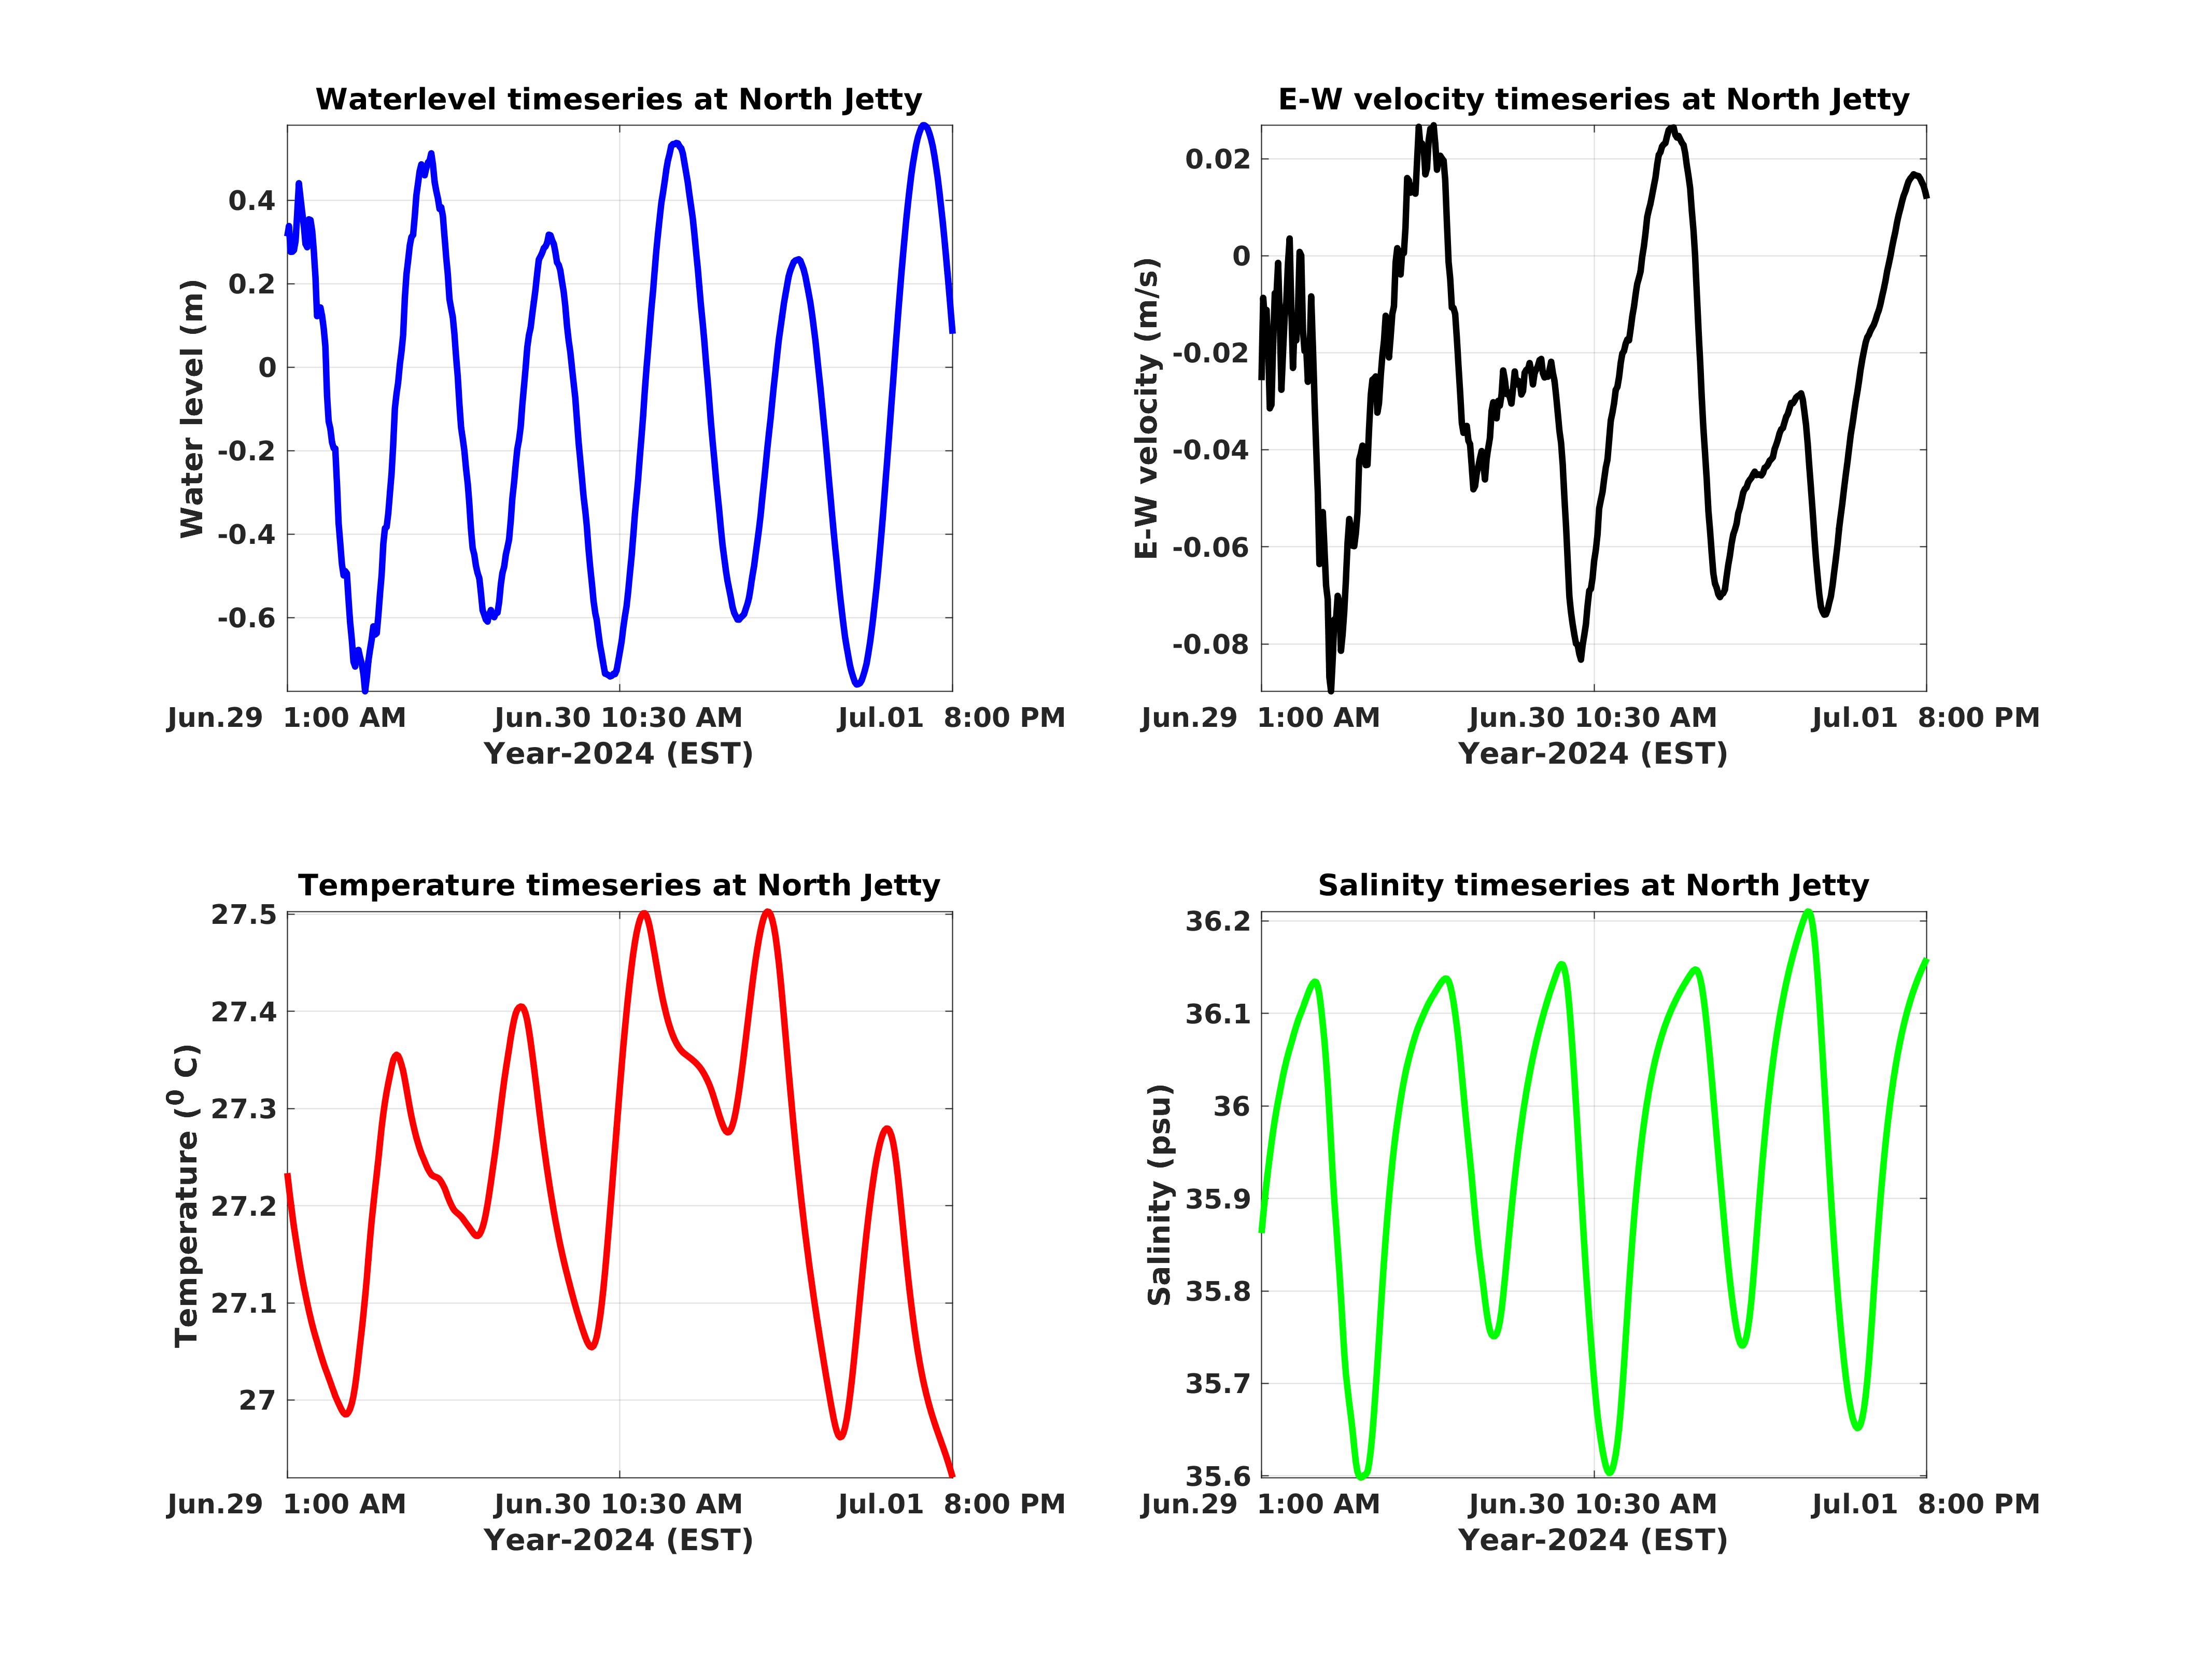 Waterlevel timeseries at North Jetty
0.4
0.2
0
-0.2
-0.4
-0.6
Water level (m)
Jun.29 1:00 AM Jun.30 10:30 AM Jul.01 8:00 PM
Year-2024 (EST)
E-W velocity timeseries at North Jetty
0.02
0
-0.02
-0.04
-0.06
-0.08
E-W velocity (m/s)
Jun.29 1:00 AM Jun.30 10:30 AM Jul.01 8:00 PM
Year-2024 (EST)
Temperature timeseries at North Jetty
27.5
27.4
27.3
27.2
27.1
27
Temperature (⁰ C)
Jun.29 1:00 AM Jun.30 10:30 AM Jul.01 8:00 PM
Year-2024 (EST)
Salinity timeseries at North Jetty
36.2
36.1
36
35.9
35.8
35.7
35.6
Salinity (psu)
Jun.29 1:00 AM Jun.30 10:30 AM Jul.01 8:00 PM
Year-2024 (EST)